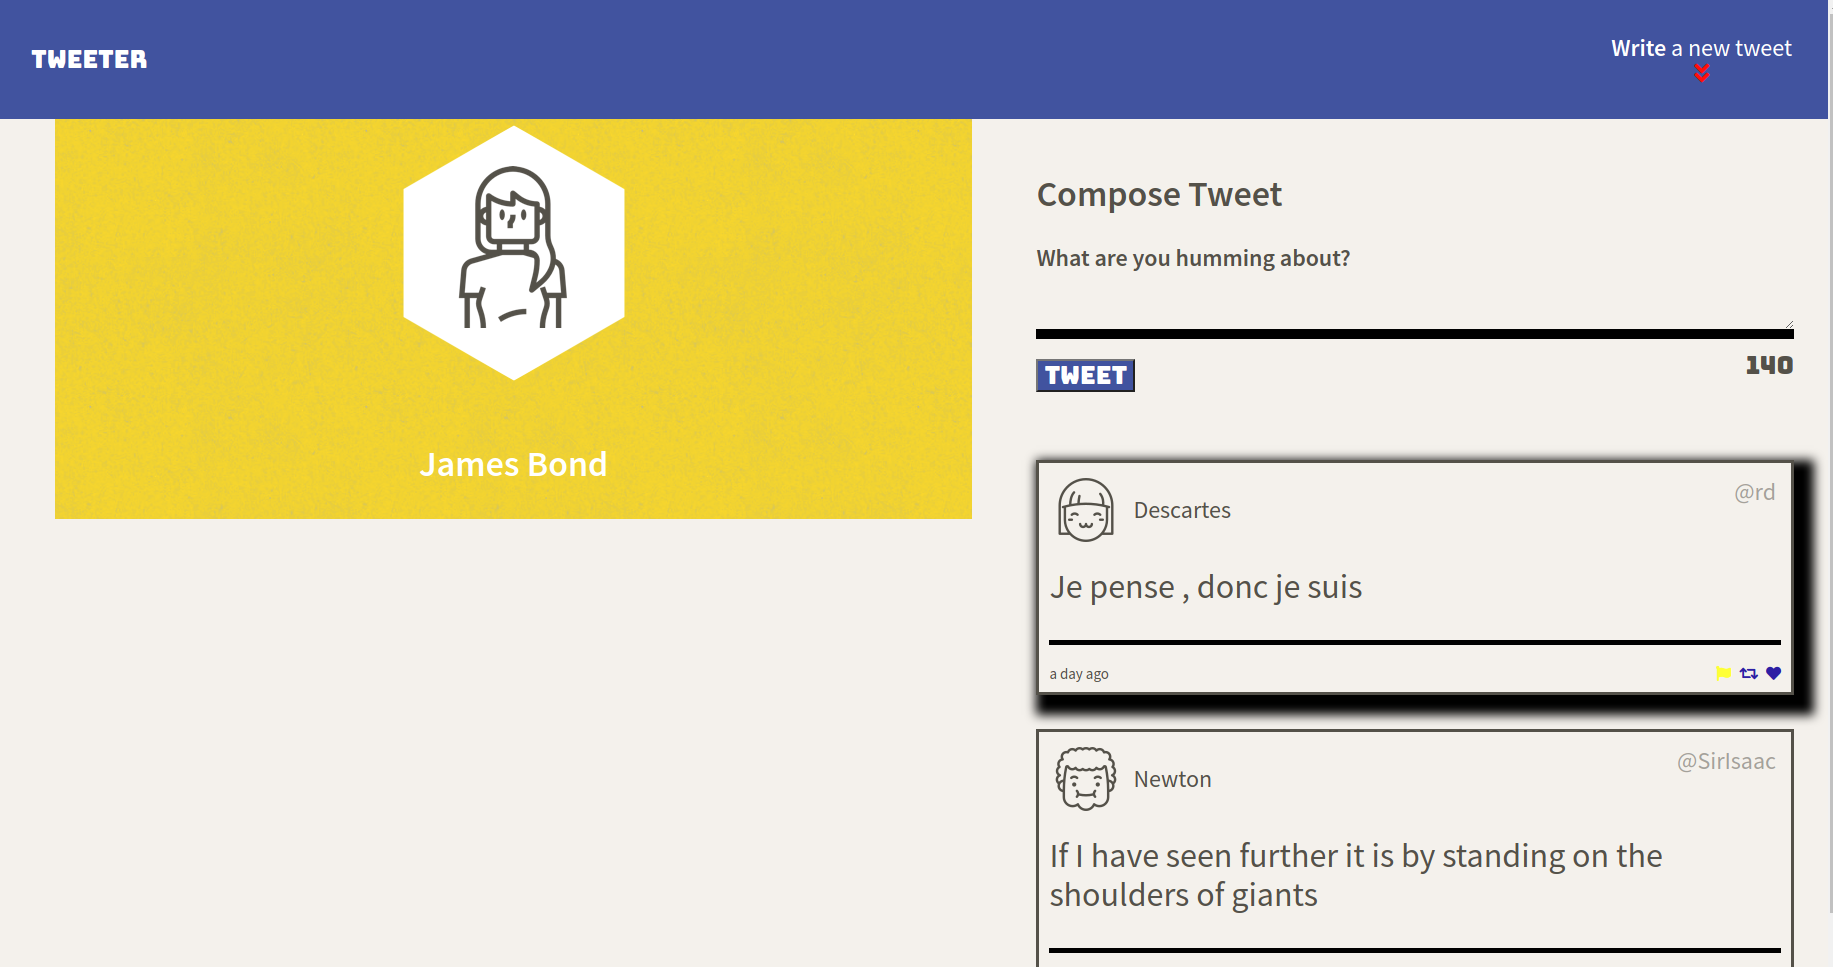 TWEETER
Write a new tweet
James Bond
Compose Tweet
What are you humming about?
TWEET
140
Descartes
@rd
Je pense , donc je suis
a day ago
Newton
@SirIsaac
If I have seen further it is by standing on the
shoulders of giants